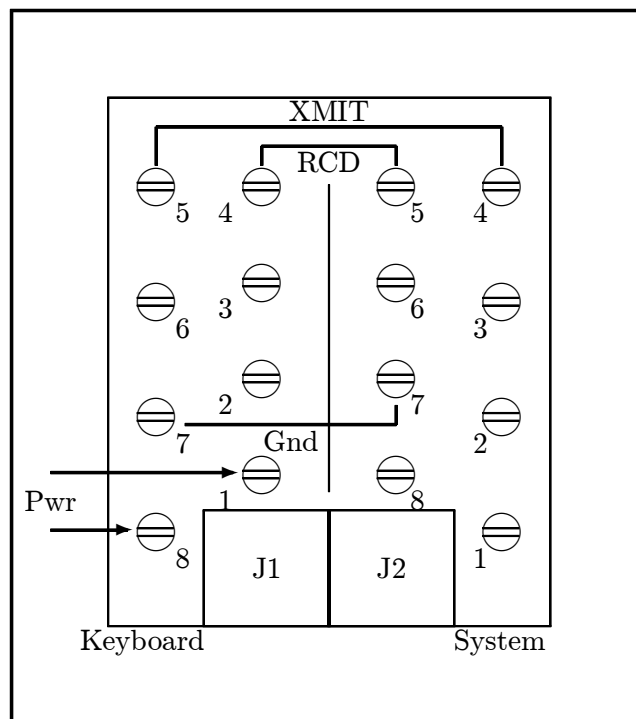 XMIT
RCD
5 4 5 4
3 6
6 3
2 7
7 Gnd 2
Pwr 1 8
8 J1 J2 1
Keyboard System